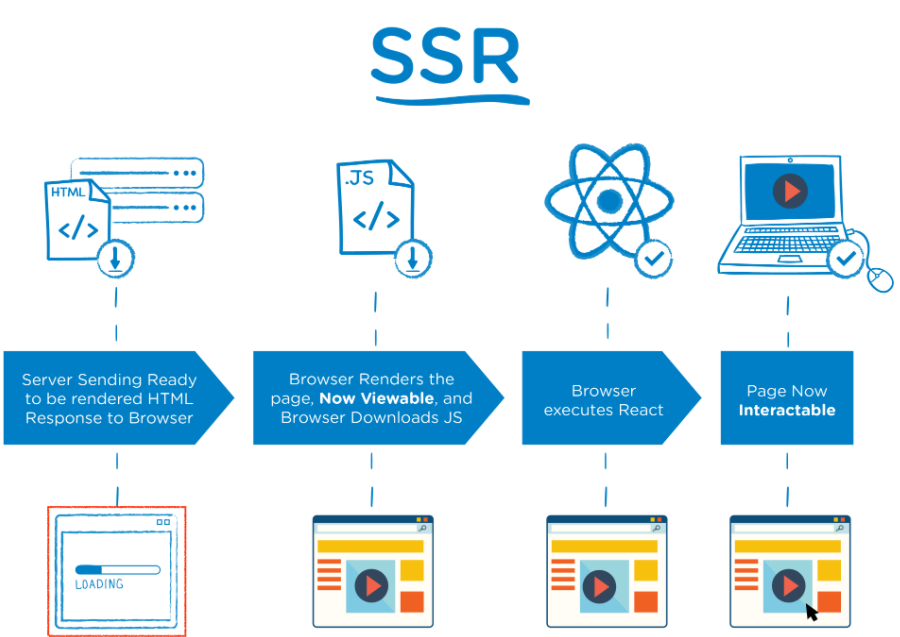 SSR
HTML
</>
.JS
</>
Server Sending Ready
to be rendered HTML
Response to Browser
Browser Renders the
page, Now Viewable, and
Browser Downloads JS
Browser
executes React
Page Now
Interactable
LOADING